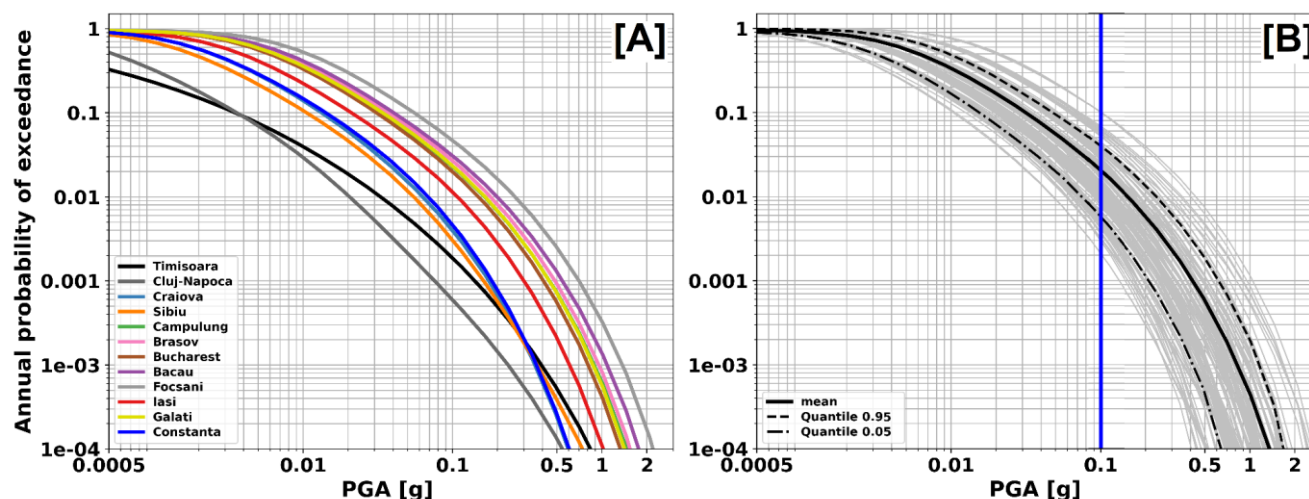 [A]
Annual probability of exceedance
1
0.1
0.01
0.001
1e-03
1e-04
Timisoara
Cluj-Napoca
Craiova
Sibiu
Campulung
Brasov
Bucharest
Bacau
Focsani
Iasi
Galati
Constanta
0.0005 0.01 0.1 0.5 1 2
PGA [g]
[B]
1
0.1
0.01
0.001
1e-03
1e-04
mean
Quantile 0.95
Quantile 0.05
0.0005 0.01 0.1 0.5 1 2
PGA [g]